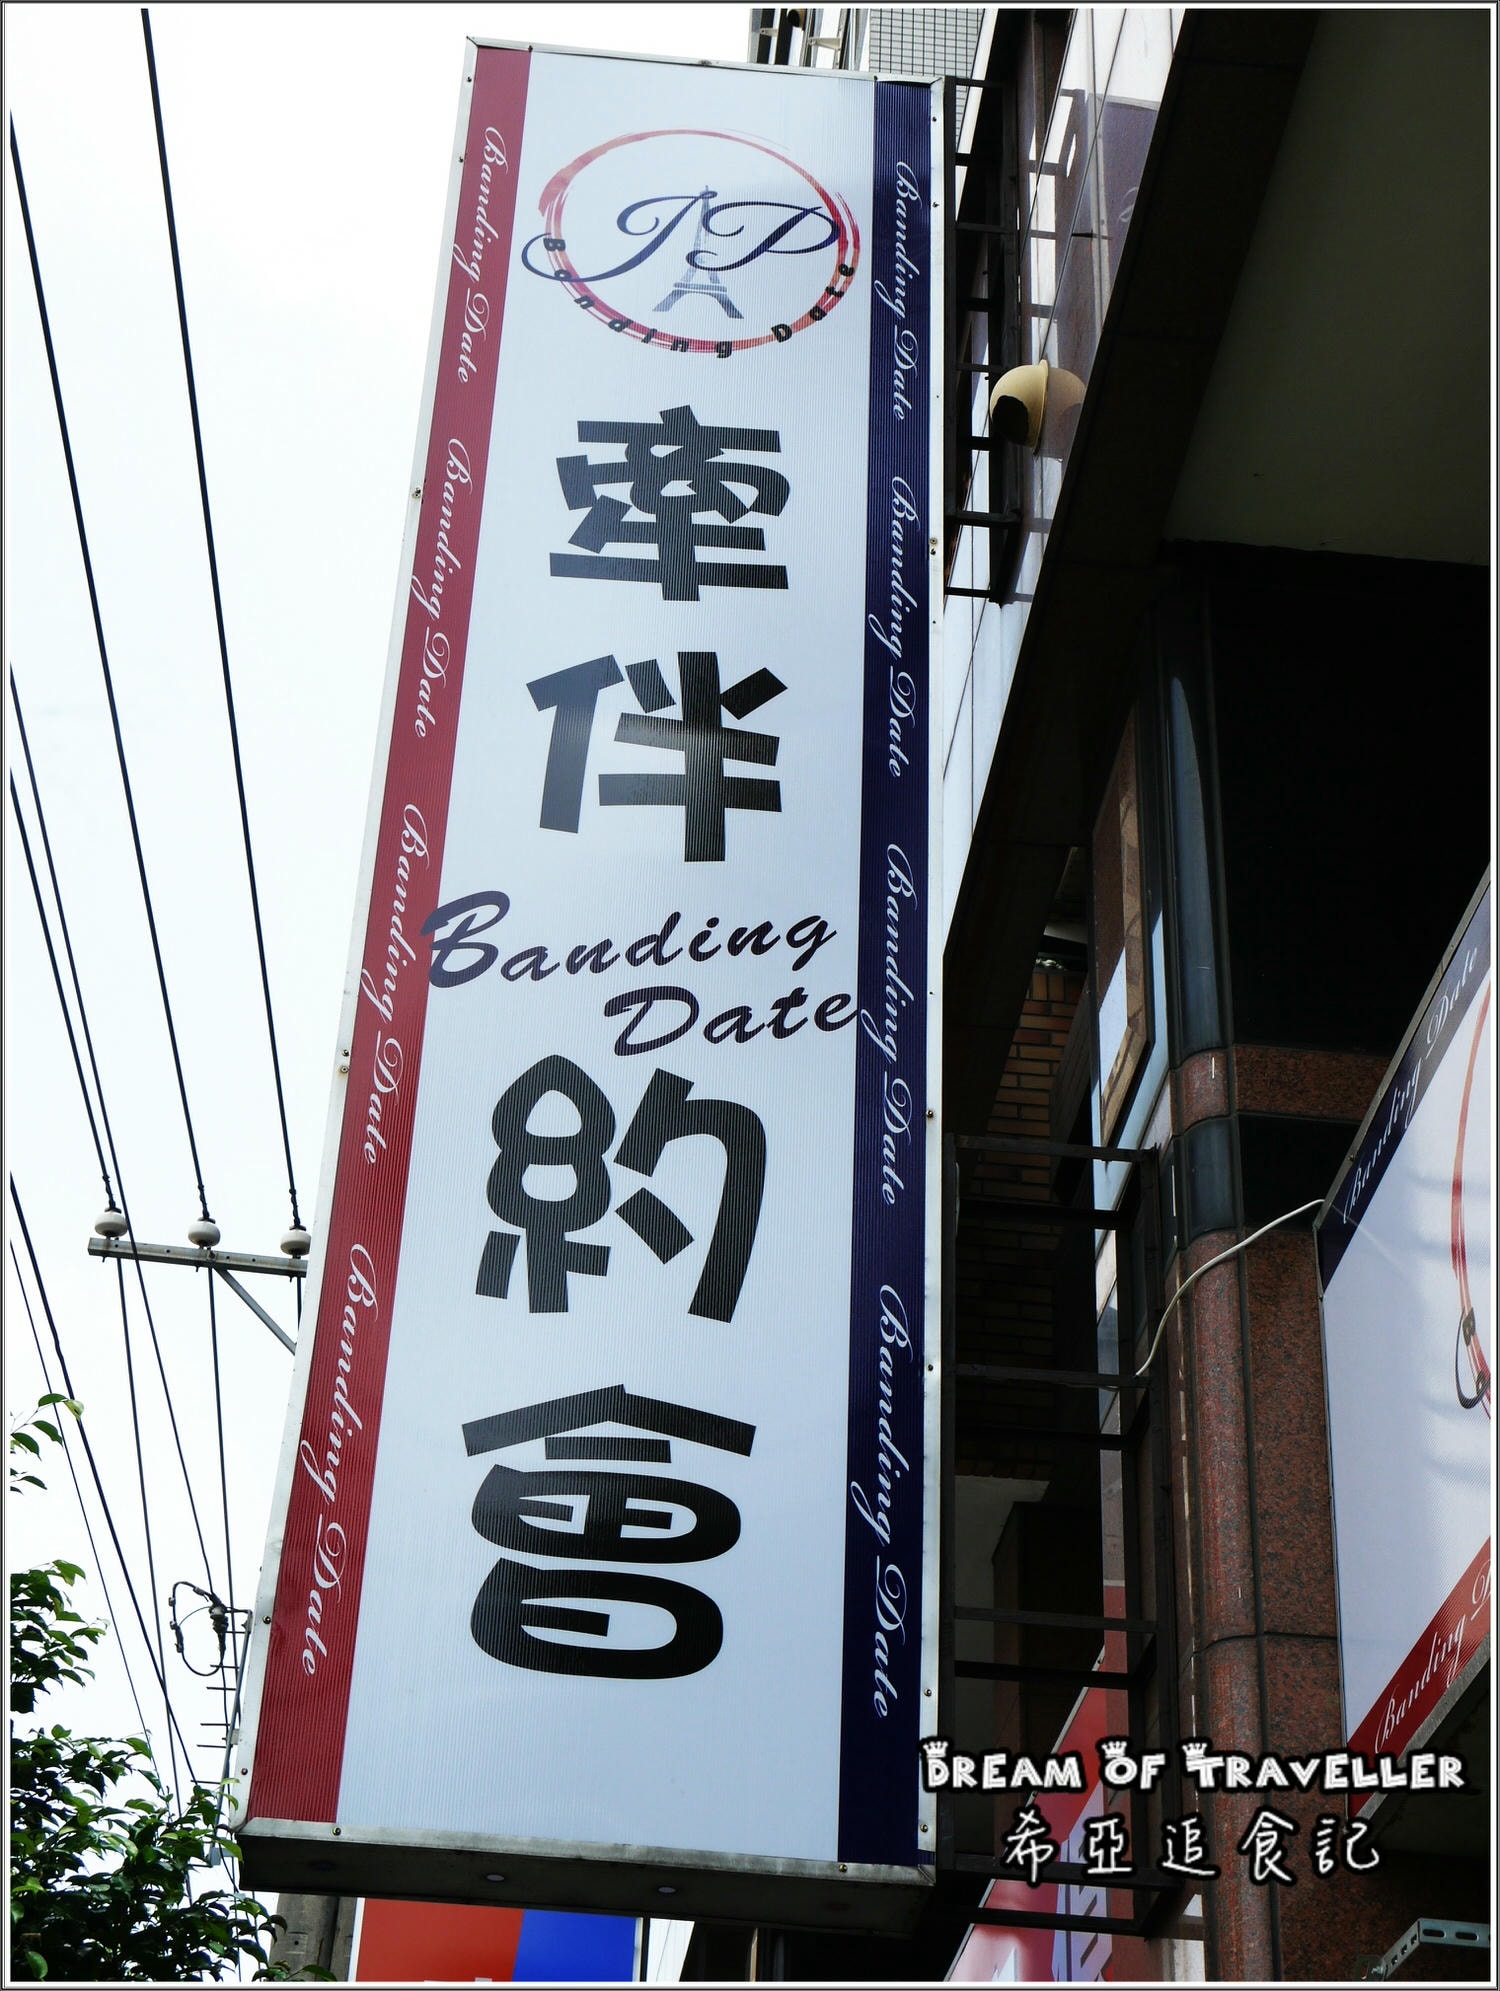 JP
Banding Date
牽伴
Banding
Date
約會
Banding Date Banding Date Banding Date Banding Date
Banding Date Banding Date Banding Date Banding Date
Banding Date
Banding
DREAM OF TRAVELLER
希亞追食記